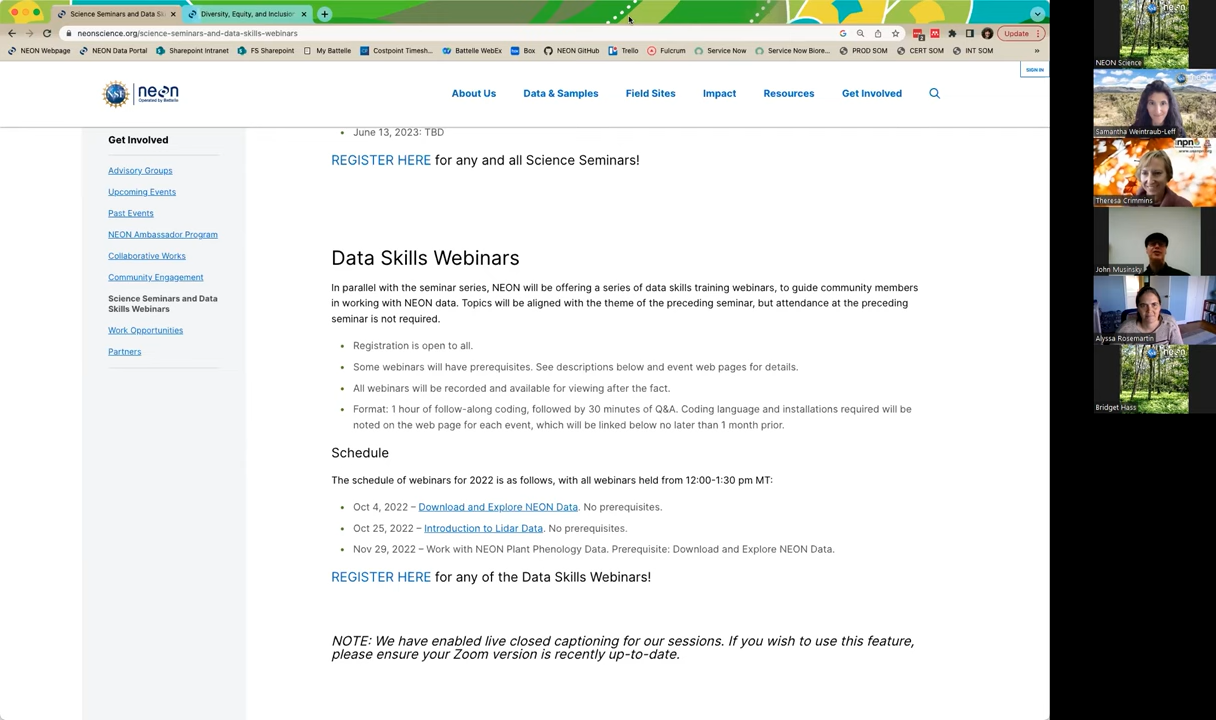 Science Seminars and Data Sk
Diversity, Equity, and Inclusion
neonscience.org/science-seminars-and-data-skills-webinars
Update
NEON Webpage
NEON Data Portal
Sharepoint Intranet
FS Sharepoint
My Battelle
Costpoint Timesh...
Battelle WebEx
Box
NEON GitHub
Trello
Fulcrum
Service Now
Service Now Biore...
PROD SOM
CERT SOM
INT SOM
»
SIGN IN
NSF
neon
Operated by Battelle
About Us
Data & Samples
Field Sites
Impact
Resources
Get Involved
Get Involved
Advisory Groups
Upcoming Events
Past Events
NEON Ambassador Program
Collaborative Works
Community Engagement
Science Seminars and Data
Skills Webinars
Work Opportunities
Partners
• June 13, 2023: TBD
REGISTER HERE for any and all Science Seminars!
Data Skills Webinars
In parallel with the seminar series, NEON will be offering a series of data skills training webinars, to guide community members
in working with NEON data. Topics will be aligned with the theme of the preceding seminar, but attendance at the preceding
seminar is not required.
• Registration is open to all.
• Some webinars will have prerequisites. See descriptions below and event web pages for details.
• All webinars will be recorded and available for viewing after the fact.
• Format: 1 hour of follow-along coding, followed by 30 minutes of Q&A. Coding language and installations required will be
noted on the web page for each event, which will be linked below no later than 1 month prior.
Schedule
The schedule of webinars for 2022 is as follows, with all webinars held from 12:00-1:30 pm MT:
• Oct 4, 2022 – Download and Explore NEON Data. No prerequisites.
• Oct 25, 2022 – Introduction to Lidar Data. No prerequisites.
• Nov 29, 2022 – Work with NEON Plant Phenology Data. Prerequisite: Download and Explore NEON Data.
REGISTER HERE for any of the Data Skills Webinars!
NOTE: We have enabled live closed captioning for our sessions. If you wish to use this feature,
please ensure your Zoom version is recently up-to-date.
NEON Science
Samantha Weintraub-Leff
npn
Theresa Crimmins
John Musinsky
Alyssa Rosemartin
neon
Bridget Hass